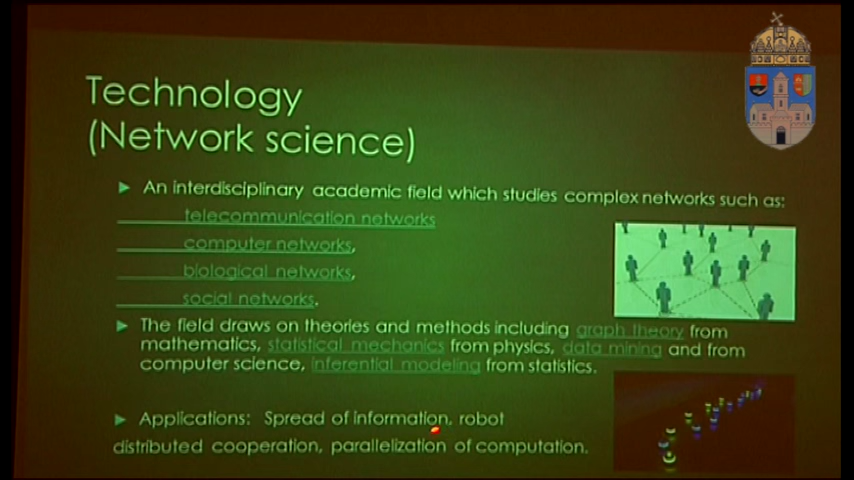 Technology
(Network science)
An interdisciplinary academic field which studies complex networks such as:
telecommunication networks
computer networks,
biological networks,
social networks.
The field draws on theories and methods including graph theory from
mathematics, statistical mechanics from physics, data mining and from
computer science, inferential modeling from statistics.
Applications: Spread of information, robot
distributed cooperation, parallelization of computation.